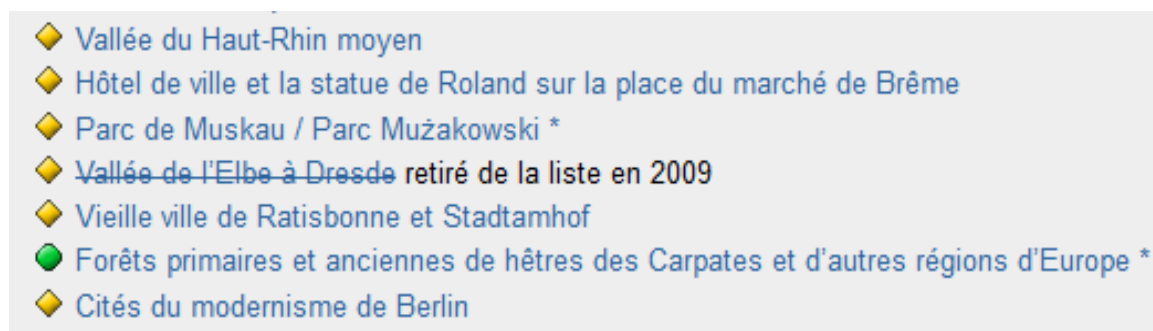 Vallée du Haut-Rhin moyen
Hôtel de ville et la statue de Roland sur la place du marché de Brême
Parc de Muskau / Parc Mużakowski *
Vallée de l'Elbe à Dresde retiré de la liste en 2009
Vieille ville de Ratisbonne et Stadtamhof
Forêts primaires et anciennes de hêtres des Carpates et d'autres régions d'Europe *
Cités du modernisme de Berlin